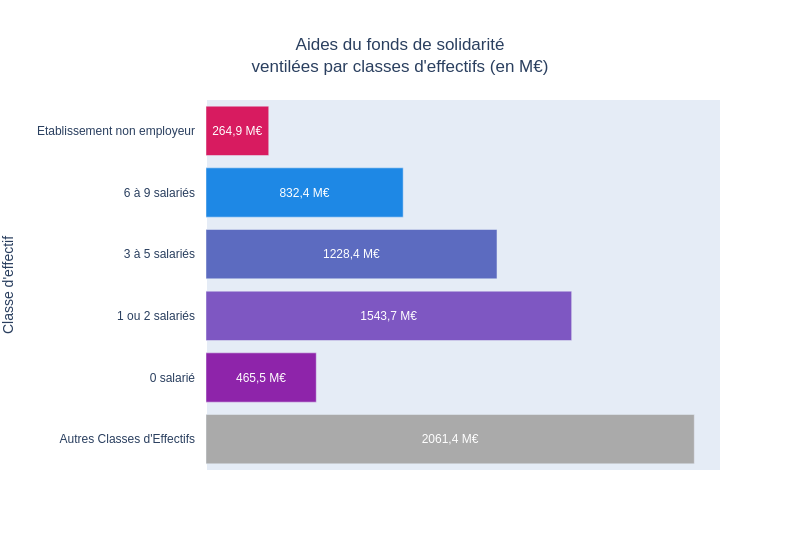 Aides du fonds de solidarité
ventilées par classes d'effectifs (en M€)
Classe d'effectif
Etablissement non employeur
264,9 M€
6 à 9 salariés
832,4 M€
3 à 5 salariés
1228,4 M€
1 ou 2 salariés
1543,7 M€
0 salarié
465,5 M€
Autres Classes d'Effectifs
2061,4 M€